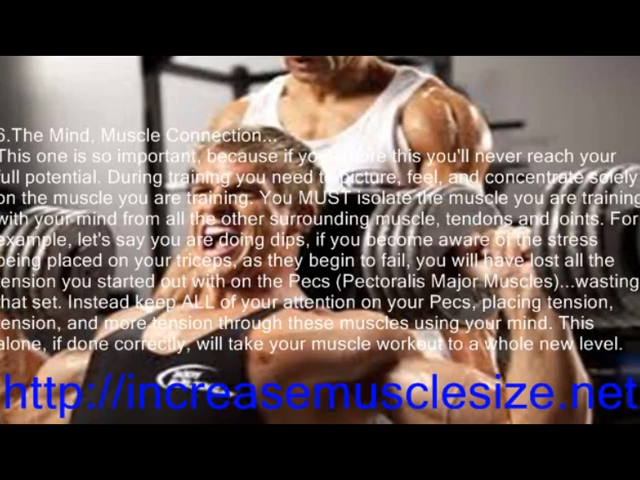 6.The Mind, Muscle Connection...
This one is so important, because if you ignore this you'll never reach your
full potential. During training you need to picture, feel, and concentrate solely
on the muscle you are training. You MUST isolate the muscle you are training
with your mind from all the other surrounding muscle, tendons and joints. For
example, let's say you are doing dips, if you become aware of the stress
being placed on your triceps, as they begin to fail, you will have lost all the
tension you started out with on the Pecs (Pectoralis Major Muscles)...wasting
that set. Instead keep ALL of your attention on your Pecs, placing tension,
tension, and more tension through these muscles using your mind. This
alone, if done correctly, will take your muscle workout to a whole new level.
http://increasemusclesize.net